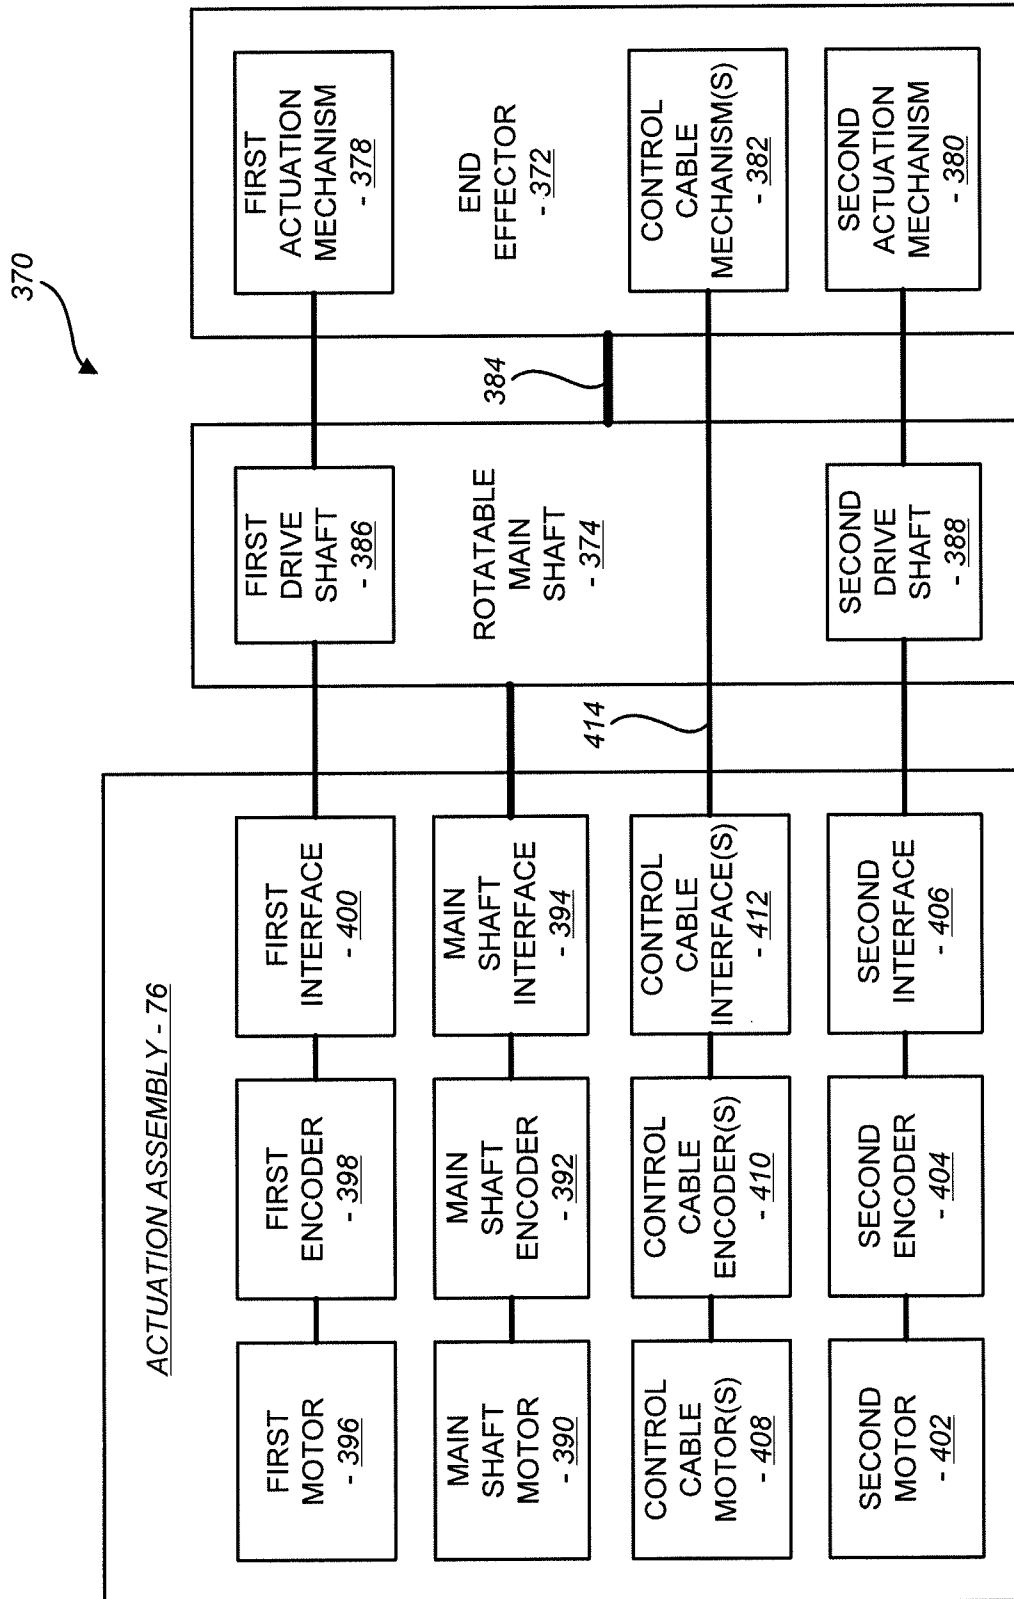 370
ACTUATION ASSEMBLY - 76
FIRST
MOTOR
- 396
FIRST
ENCODER
- 398
FIRST
INTERFACE
- 400
FIRST
DRIVE
SHAFT
- 386
FIRST
ACTUATION
MECHANISM
- 378
MAIN
SHAFT
MOTOR
- 390
MAIN
SHAFT
ENCODER
- 392
MAIN
SHAFT
INTERFACE
- 394
ROTATABLE
MAIN
SHAFT
- 374
384
END
EFFECTOR
- 372
CONTROL
CABLE
MOTOR(S)
- 408
CONTROL
CABLE
ENCODER(S)
- 410
CONTROL
CABLE
INTERFACE(S)
- 412
414
CONTROL
CABLE
MECHANISM(S)
- 382
SECOND
MOTOR
- 402
SECOND
ENCODER
- 404
SECOND
INTERFACE
- 406
SECOND
DRIVE
SHAFT
- 388
SECOND
ACTUATION
MECHANISM
- 380